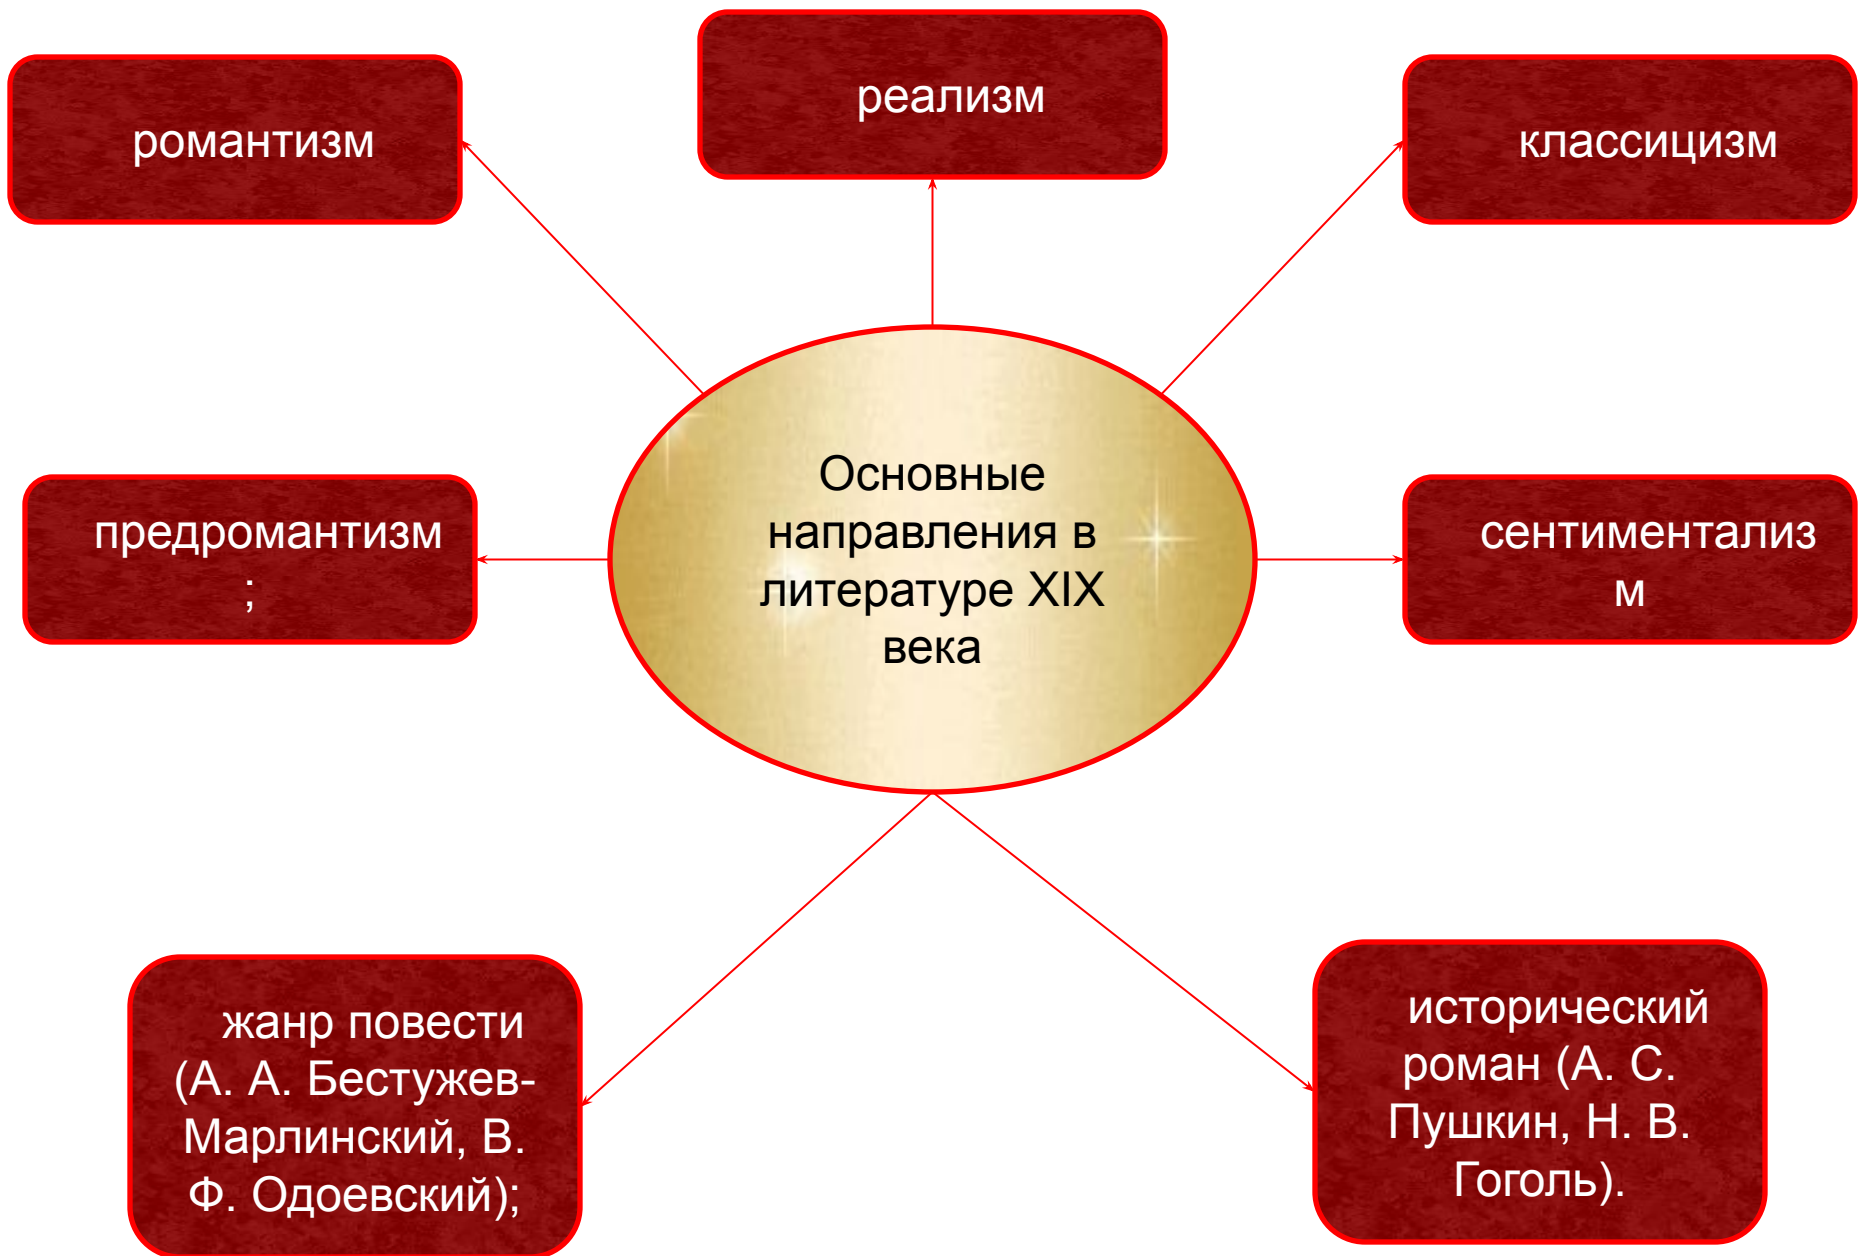 реализм
романтизм
классицизм
Основные
направления в
литературе XIX
века
предромантизм
;
сентиментализ
м
жанр повести
(А. А. Бестужев-
Марлинский, В.
Ф. Одоевский);
исторический
роман (А. С.
Пушкин, Н. В.
Гоголь).